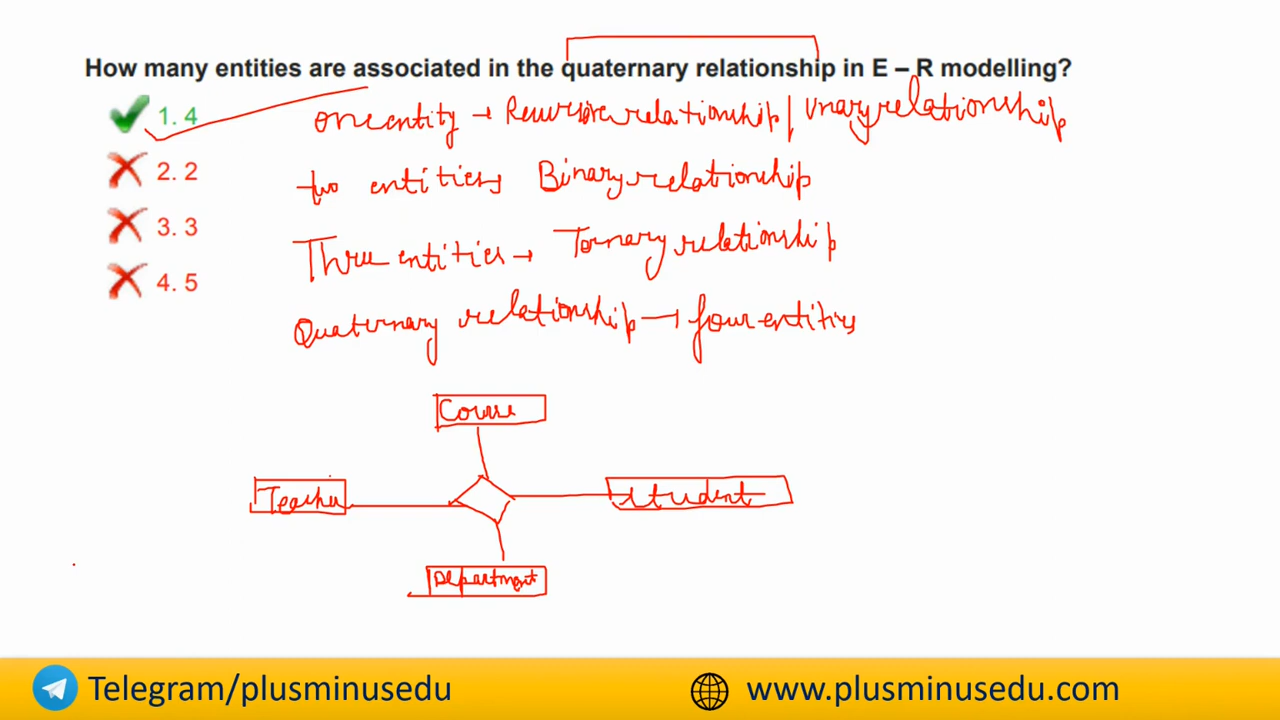 How many entities are associated in the quaternary relationship in E – R modelling?
1. 4
one entity → Recursive relationship / Unary relationship
2. 2
two entities → Binary relationship
3. 3
Three entities → Ternary relationship
4. 5
Quaternary relationship → four entities
Course
Teacher
Student
Department
Telegram/plusminusedu
www.plusminusedu.com